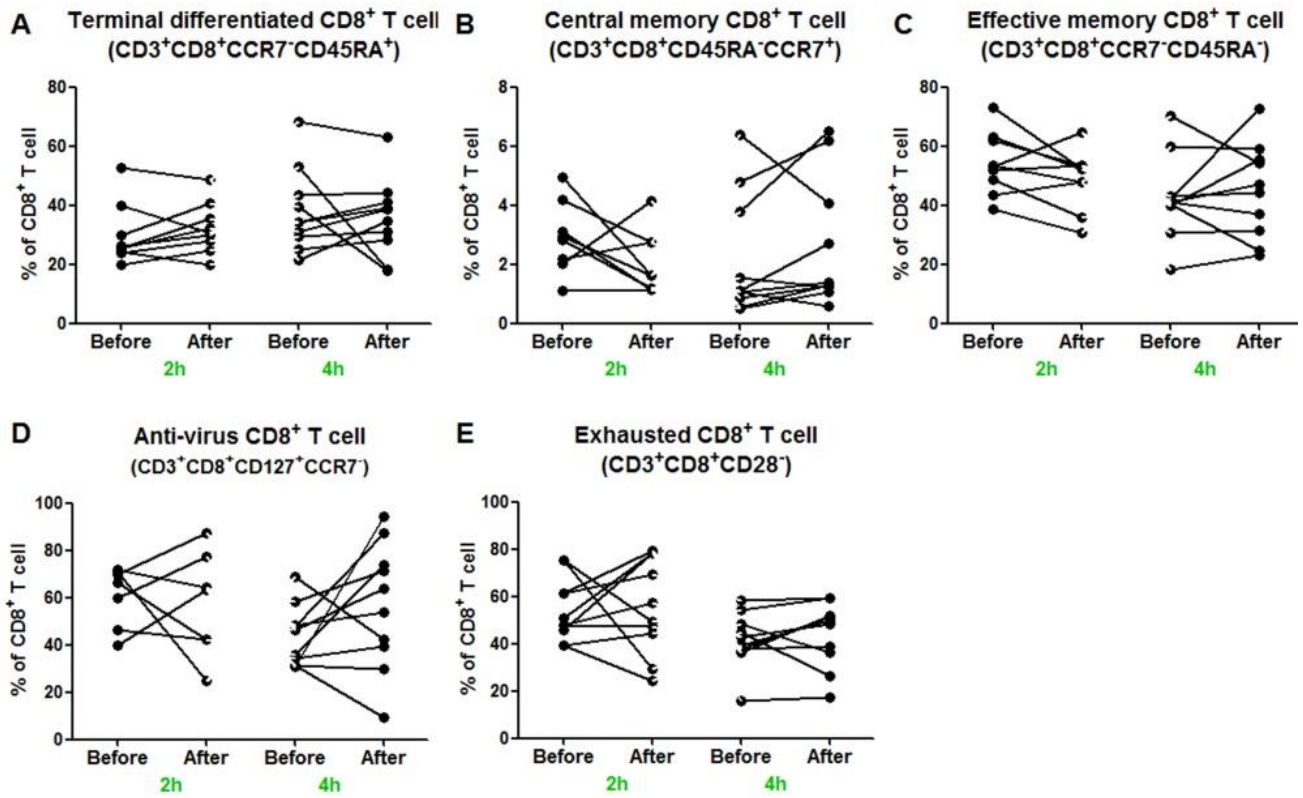 A
Terminal differentiated CD8⁺ T cell
(CD3⁺CD8⁺CCR7⁻CD45RA⁺)
% of CD8⁺ T cell
80
60
40
20
0
Before After Before After
2h 4h
B
Central memory CD8⁺ T cell
(CD3⁺CD8⁺CD45RA⁻CCR7⁺)
% of CD8⁺ T cell
8
6
4
2
0
Before After Before After
2h 4h
C
Effective memory CD8⁺ T cell
(CD3⁺CD8⁺CCR7⁻CD45RA⁻)
% of CD8⁺ T cell
80
60
40
20
0
Before After Before After
2h 4h
D
Anti-virus CD8⁺ T cell
(CD3⁺CD8⁺CD127⁺CCR7⁻)
% of CD8⁺ T cell
100
80
60
40
20
0
Before After Before After
2h 4h
E
Exhausted CD8⁺ T cell
(CD3⁺CD8⁺CD28⁻)
% of CD8⁺ T cell
100
80
60
40
20
0
Before After Before After
2h 4h